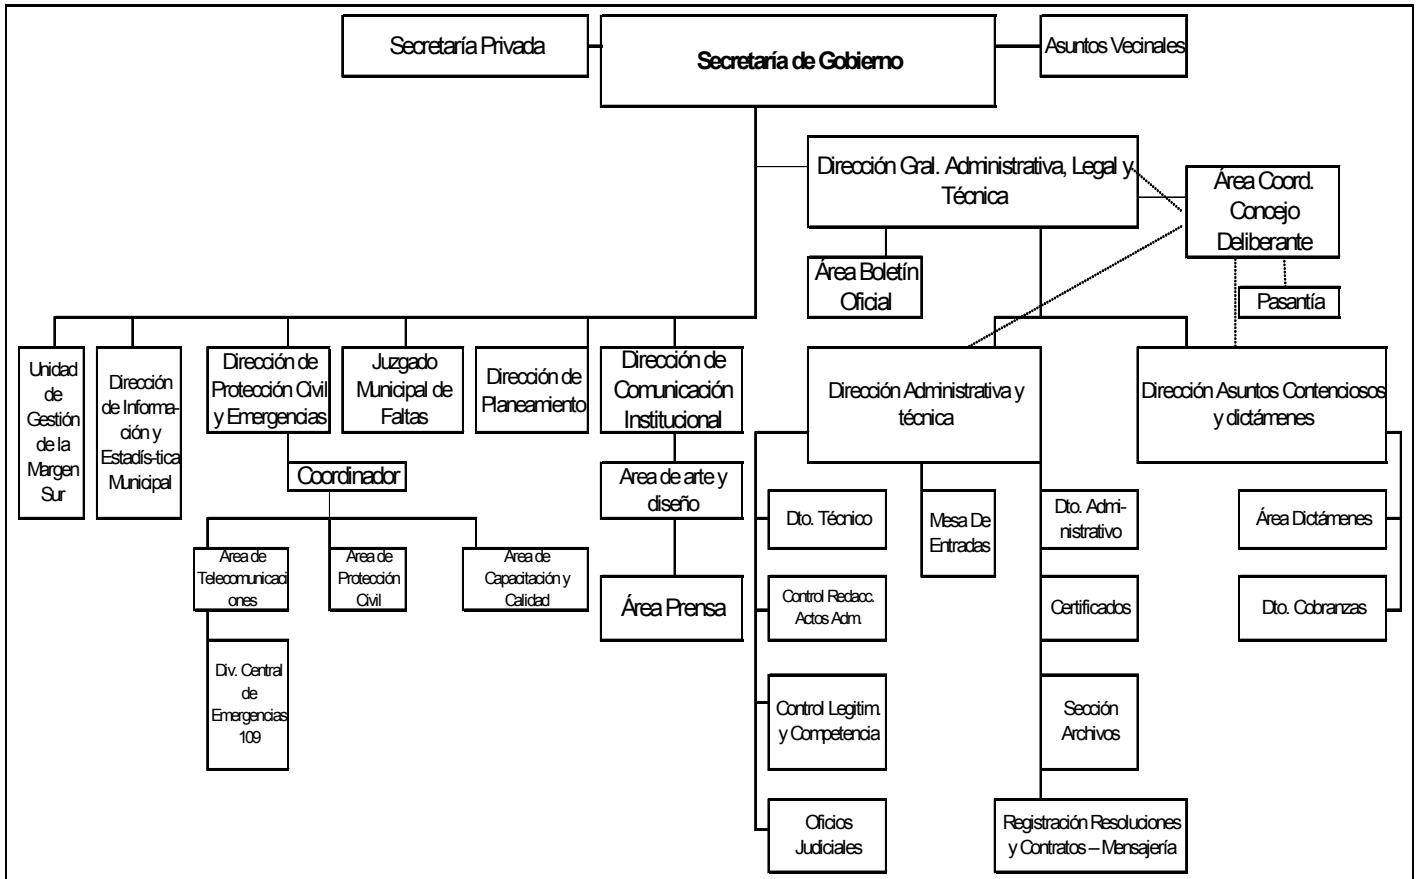 Secretaría Privada
Secretaría de Gobierno
Asuntos Vecinales
Dirección Gral. Administrativa, Legal y
Técnica
Área Coord.
Concejo
Deliberante
Área Boletín
Oficial
Pasantía
Unidad
de
Gestión
de la
Margen
Sur
Dirección
de Informa-
ción y
Estadís-tica
Municipal
Dirección de
Protección Civil
y Emergencias
Juzgado
Municipal de
Faltas
Dirección de
Planeamiento
Dirección de
Comunicación
Institucional
Dirección Administrativa y
técnica
Dirección Asuntos Contenciosos
y dictámenes
Coordinador
Area de arte y
diseño
Dto. Técnico
Mesa De
Entradas
Dto. Admi-
nistrativo
Área Dictámenes
Area de
Telecomunicaci
ones
Area de
Protección
Civil
Area de
Capacitación y
Calidad
Área Prensa
Control Redacc.
Actos Adm.
Certificados
Dto. Cobranzas
Div. Central
de
Emergencias
109
Control Legitim.
y Competencia
Sección
Archivos
Oficios
Judiciales
Registración Resoluciones
y Contratos – Mensajería